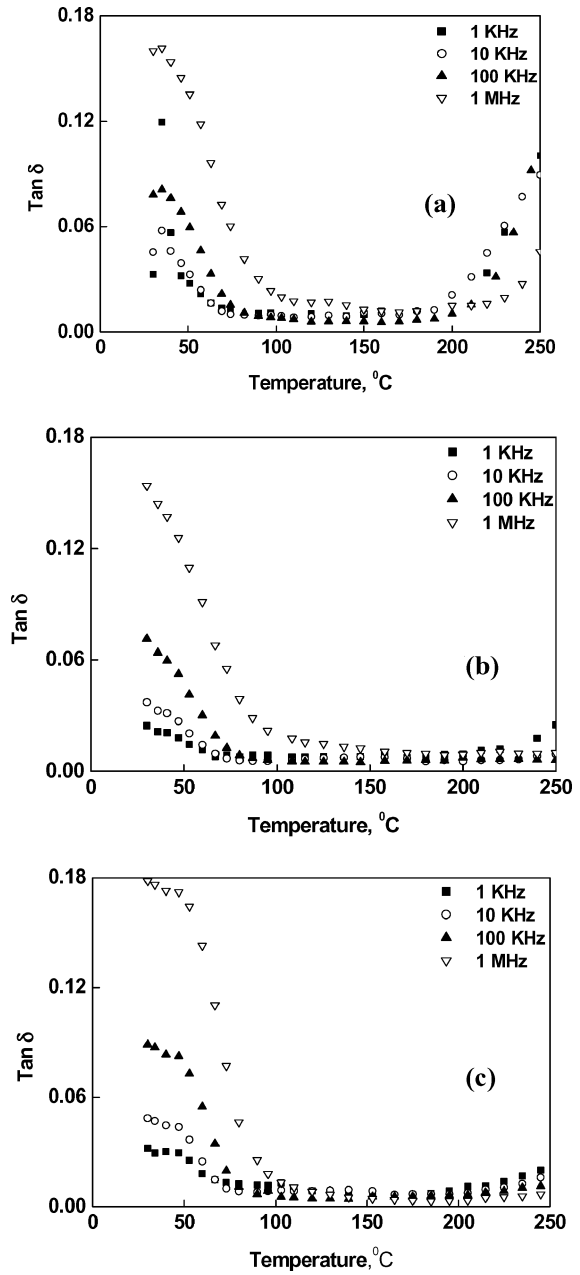 0.18
0.12
0.06
0.00
Tan δ
1 KHz
10 KHz
100 KHz
1 MHz
(a)
0 50 100 150 200 250
Temperature, ⁰C
0.18
0.12
0.06
0.00
Tan δ
1 KHz
10 KHz
100 KHz
1 MHz
(b)
0 50 100 150 200 250
Temperature, ⁰C
0.18
0.12
0.06
0.00
Tan δ
1 KHz
10 KHz
100 KHz
1 MHz
(c)
0 50 100 150 200 250
Temperature,⁰C